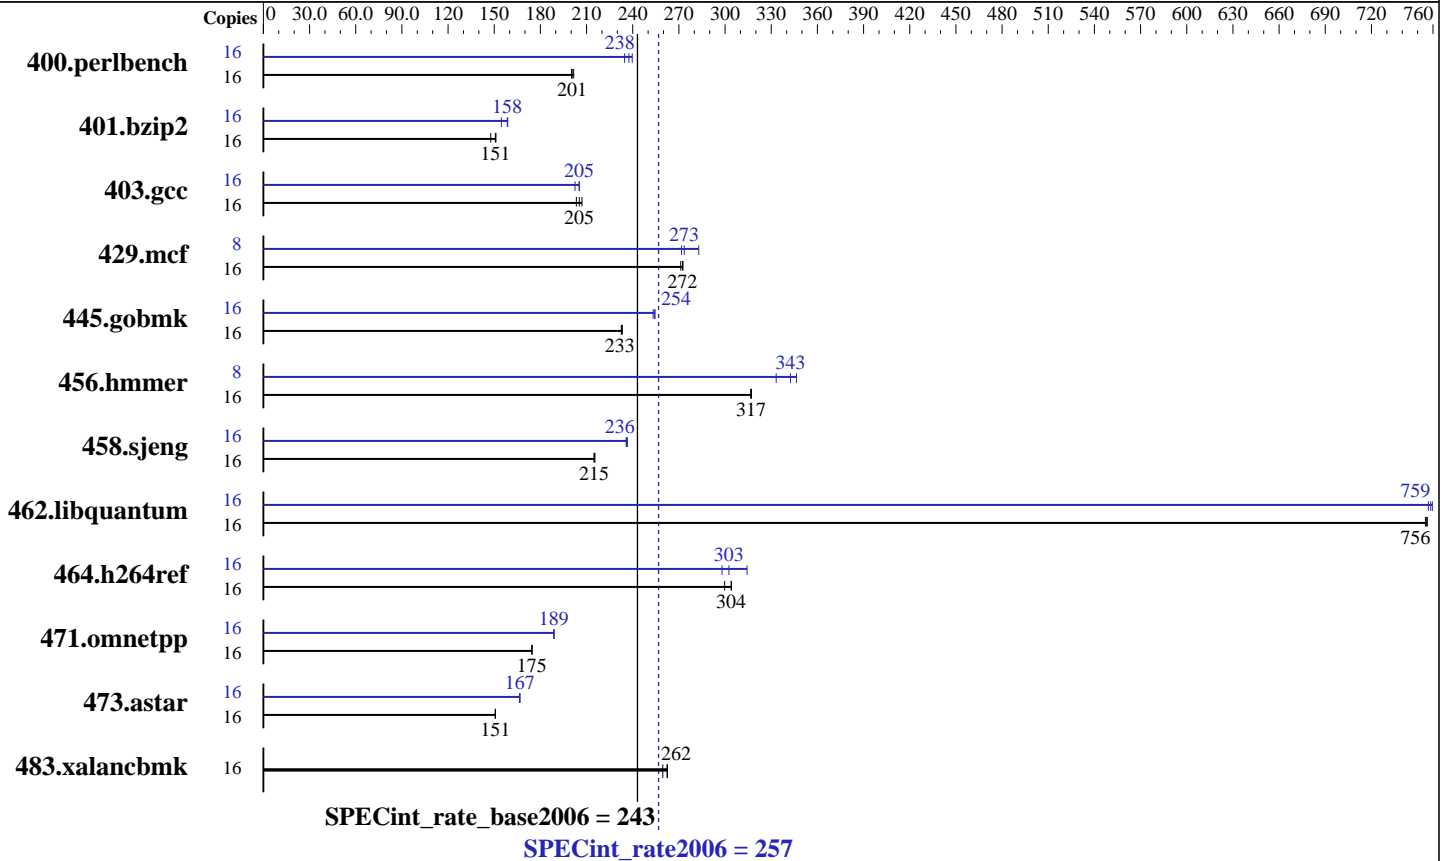 Copies 0 30.0 60.0 90.0 120 150 180 210 240 270 300 330 360 390 420 450 480 510 540 570 600 630 660 690 720 760
400.perlbench 16 238
16 201
401.bzip2 16 158
16 151
403.gcc 16 205
16 205
429.mcf 8 273
16 272
445.gobmk 16 254
16 233
456.hmmer 8 343
16 317
458.sjeng 16 236
16 215
462.libquantum 16 759
16 756
464.h264ref 16 303
16 304
471.omnetpp 16 189
16 175
473.astar 16 167
16 151
483.xalancbmk 16 262
SPECint_rate_base2006 = 243
SPECint_rate2006 = 257